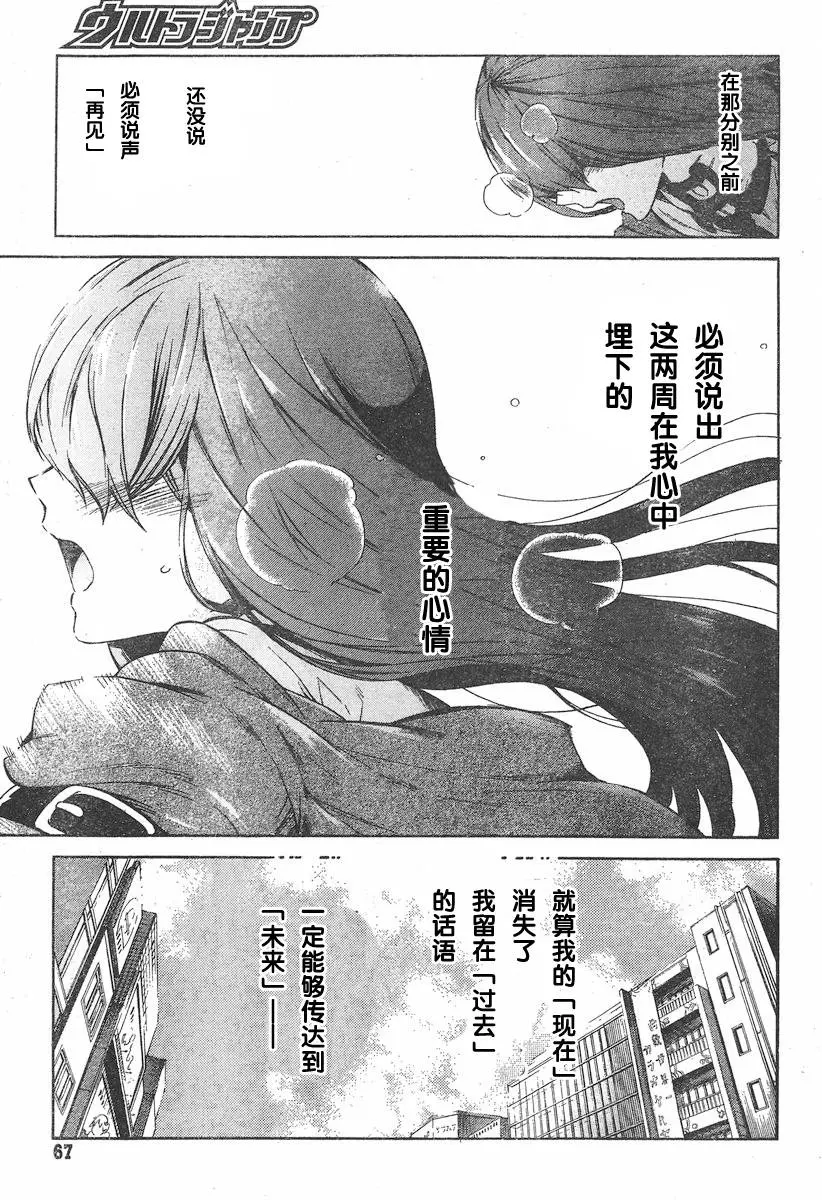 ウルトラジャンプ
在那分别之前
还没说
必须说声
「再见」
必须说出
这两周在我心中
埋下的
重要的心情
就算我的「现在」
消失了
我留在「过去」
的话语
一定能够传达到
「未来」——
67